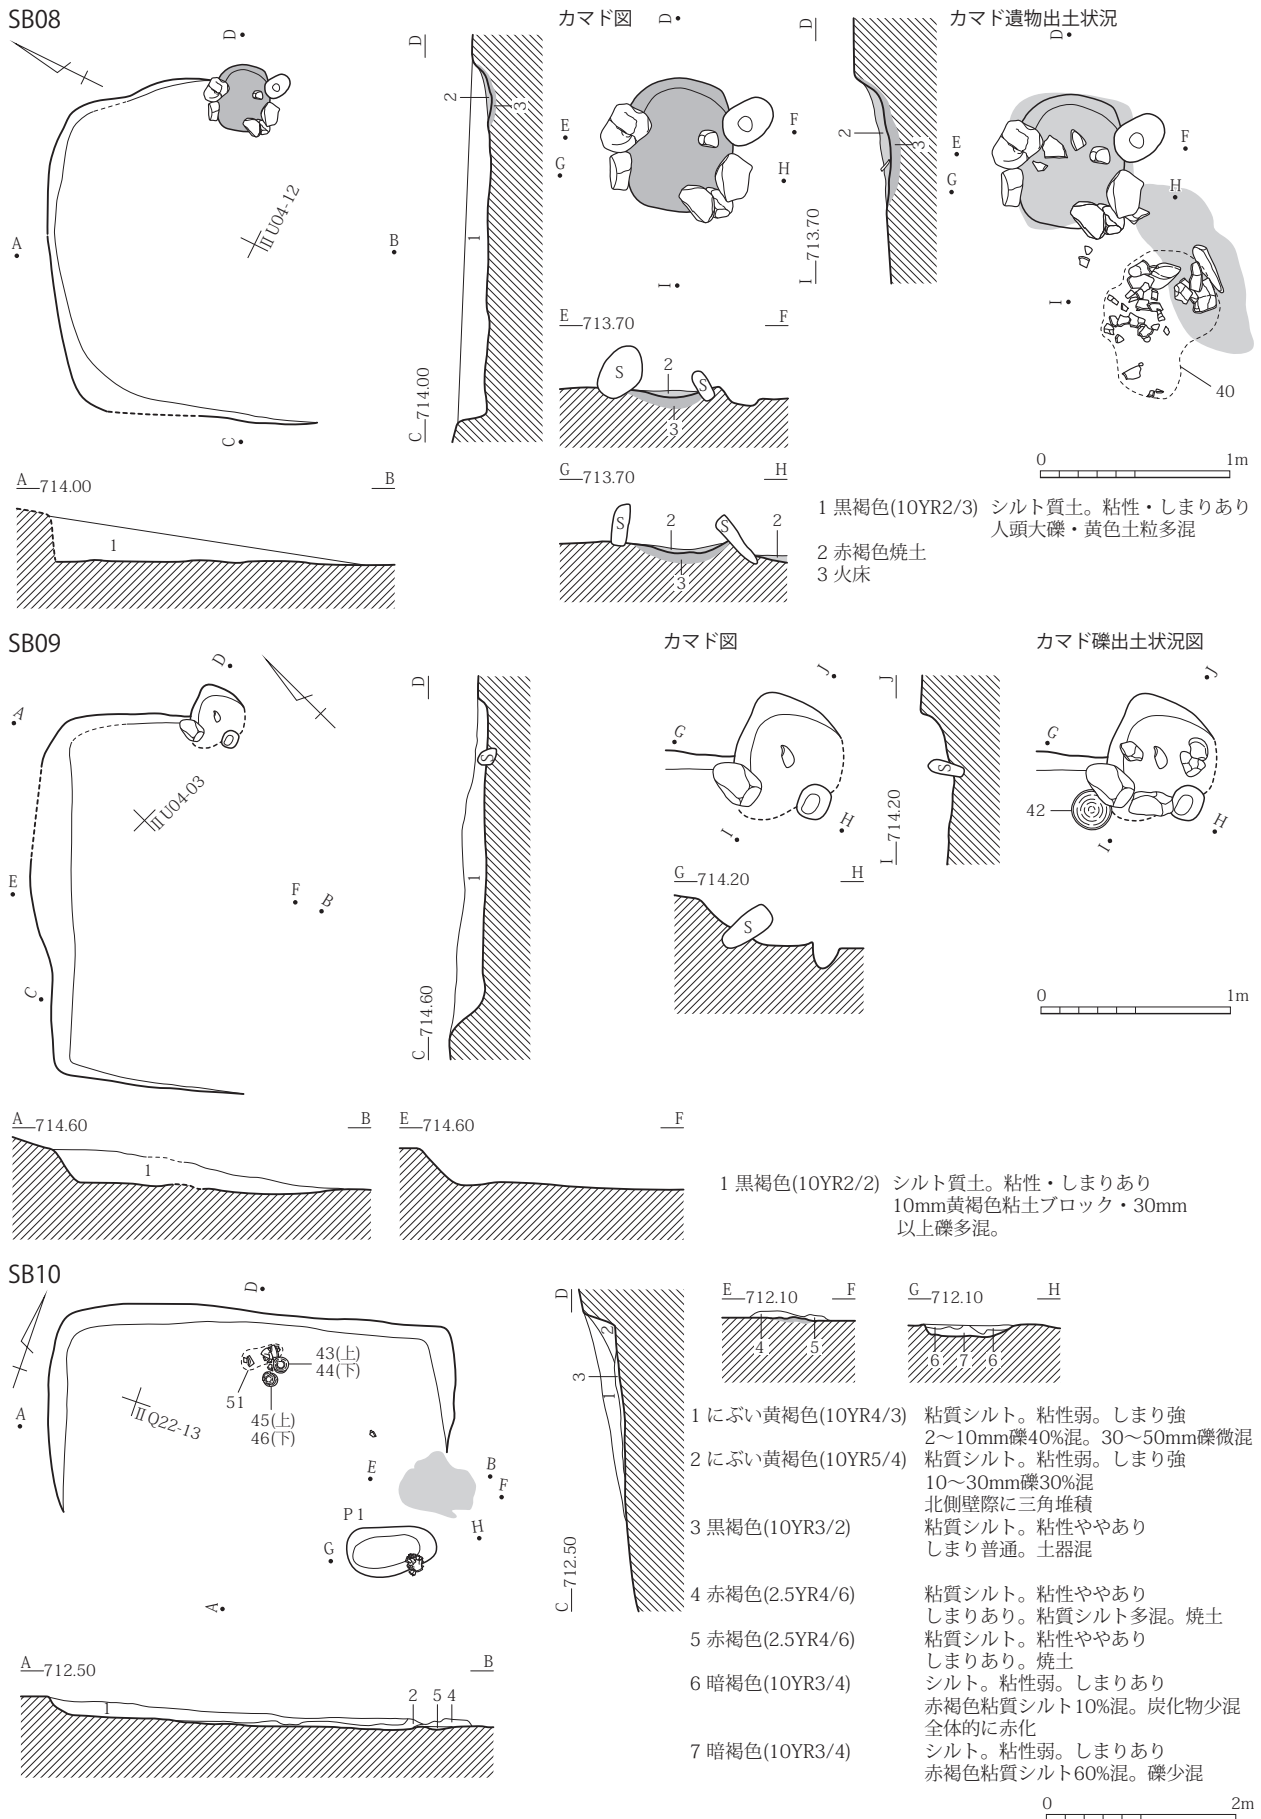 SB08
カマド図
カマド遺物出土状況
D
D
D
D
D
2
3
E
G
F
H
2
3
E
G
F
H
ⅡU04-12
A
B
1
I
I 713.70
I
C 714.00
E 713.70 F
S
2
S
3
40
C
A 714.00 B
1
G 713.70 H
S
2
S
2
3
0 1m
1 黒褐色(10YR2/3) シルト質土。粘性・しまりあり
人頭大礫・黄色土粒多混
2 赤褐色焼土
3 火床
SB09
カマド図
カマド礫出土状況図
D
D
J
J
J
A
G
G
S
S
ⅡU04-03
42
I
H
I 714.20
I
H
E
F
B
1
G 714.20 H
S
C
C 714.60
0 1m
A 714.60 B
1
E 714.60 F
1 黒褐色(10YR2/2) シルト質土。粘性・しまりあり
10mm黄褐色粘土ブロック・30mm
以上礫多混。
SB10
D
D
E 712.10 F
4 5
G 712.10 H
6 7 6
43(上)
44(下)
51
45(上)
46(下)
2
3
1
A
ⅡQ22-13
E
B
F
P 1
G
H
A
C 712.50
1 にぶい黄褐色(10YR4/3) 粘質シルト。粘性弱。しまり強
2～10mm礫40%混。30～50mm礫微混
2 にぶい黄褐色(10YR5/4) 粘質シルト。粘性弱。しまり強
10～30mm礫30%混
北側壁際に三角堆積
3 黒褐色(10YR3/2) 粘質シルト。粘性ややあり
しまり普通。土器混
4 赤褐色(2.5YR4/6) 粘質シルト。粘性ややあり
しまりあり。粘質シルト多混。焼土
5 赤褐色(2.5YR4/6) 粘質シルト。粘性ややあり
しまりあり。焼土
6 暗褐色(10YR3/4) シルト。粘性弱。しまりあり
赤褐色粘質シルト10%混。炭化物少混
全体的に赤化
7 暗褐色(10YR3/4) シルト。粘性弱。しまりあり
赤褐色粘質シルト60%混。礫少混
A 712.50 B
1
2 5 4
0 2m